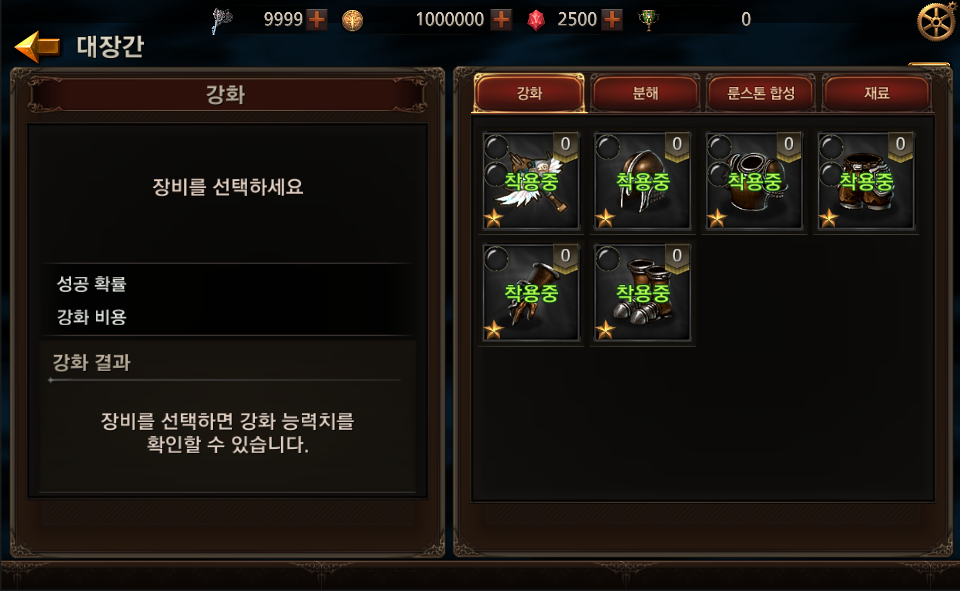 9999
1000000
2500
0
대장간
강화
장비를 선택하세요
성공 확률
강화 비용
강화 결과
장비를 선택하면 강화 능력치를
확인할 수 있습니다.
강화
분해
룬스톤 합성
재료
0
착용중
0
착용중
0
착용중
0
착용중
0
착용중
0
착용중